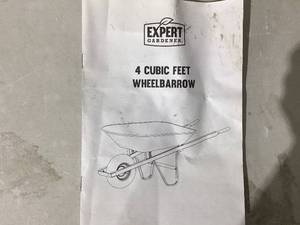 EXPERT
GARDENER
4 CUBIC FEET
WHEELBARROW